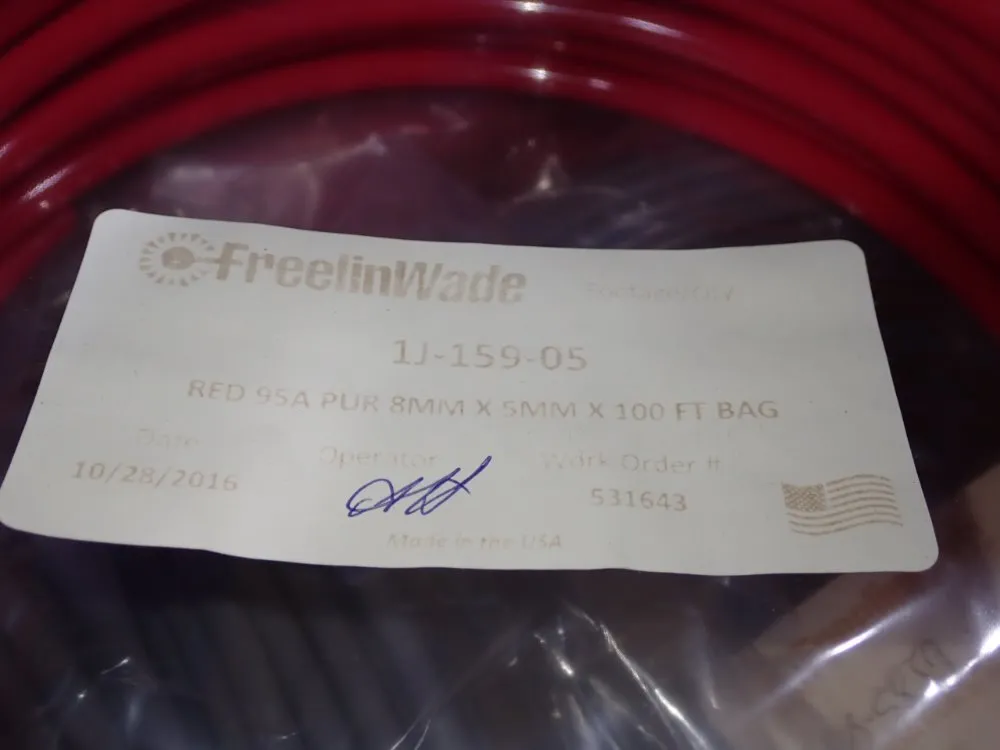 FreelinWade
1J-159-05
RED 95A PUR 8MM X 5MM X 100 FT BAG
Date Operator Work Order #
10/28/2016 531643
Made in the USA